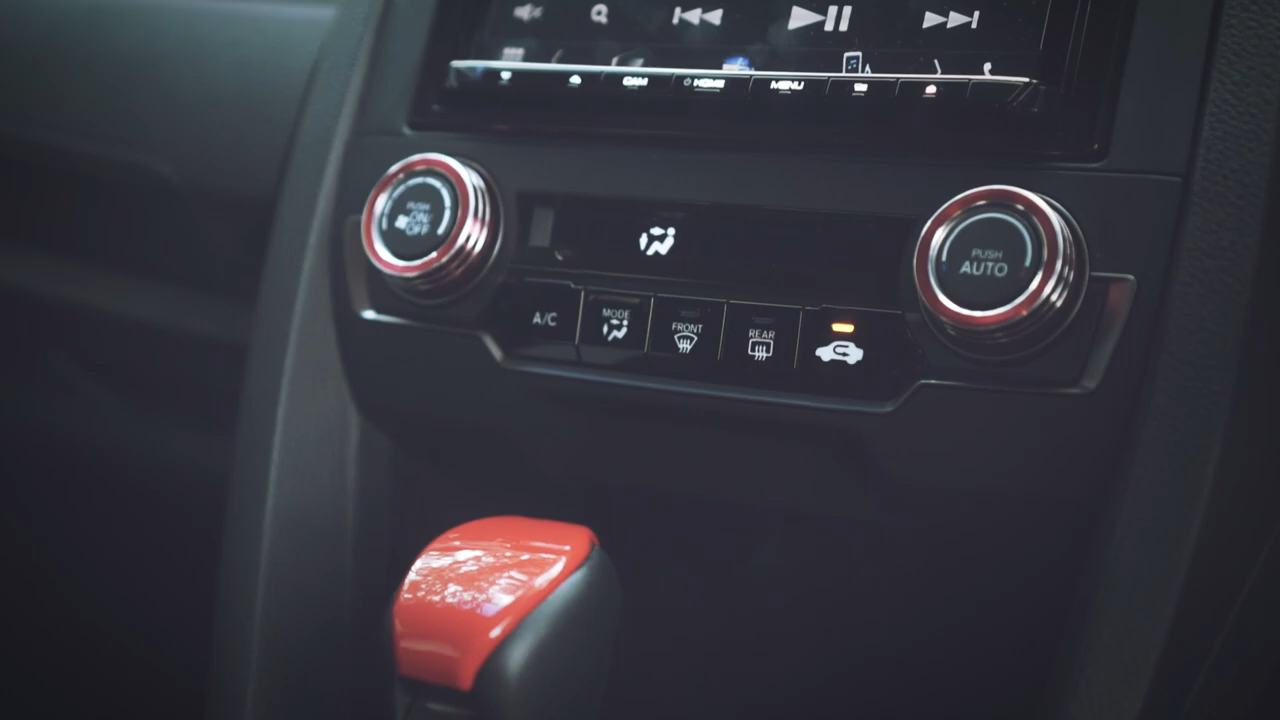 CAM
HOME
MENU
PUSH
ON/
OFF
PUSH
AUTO
A/C
MODE
FRONT
REAR